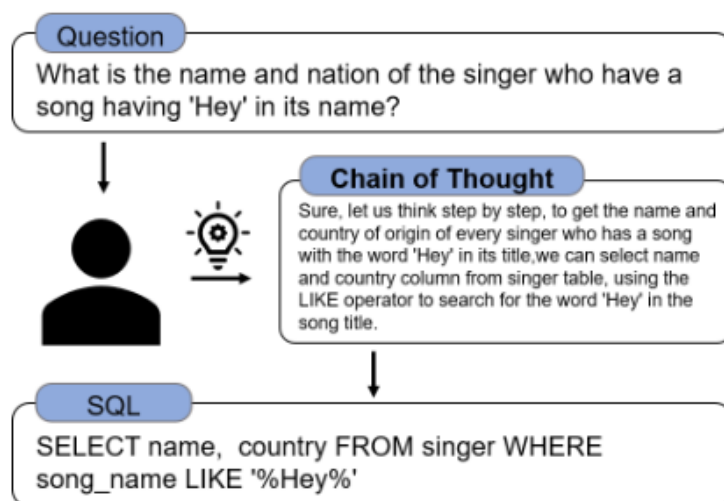 Question
What is the name and nation of the singer who have a
song having 'Hey' in its name?
Chain of Thought
Sure, let us think step by step, to get the name and
country of origin of every singer who has a song
with the word 'Hey' in its title,we can select name
and country column from singer table, using the
LIKE operator to search for the word 'Hey' in the
song title.
SQL
SELECT name, country FROM singer WHERE
song_name LIKE '%Hey%'